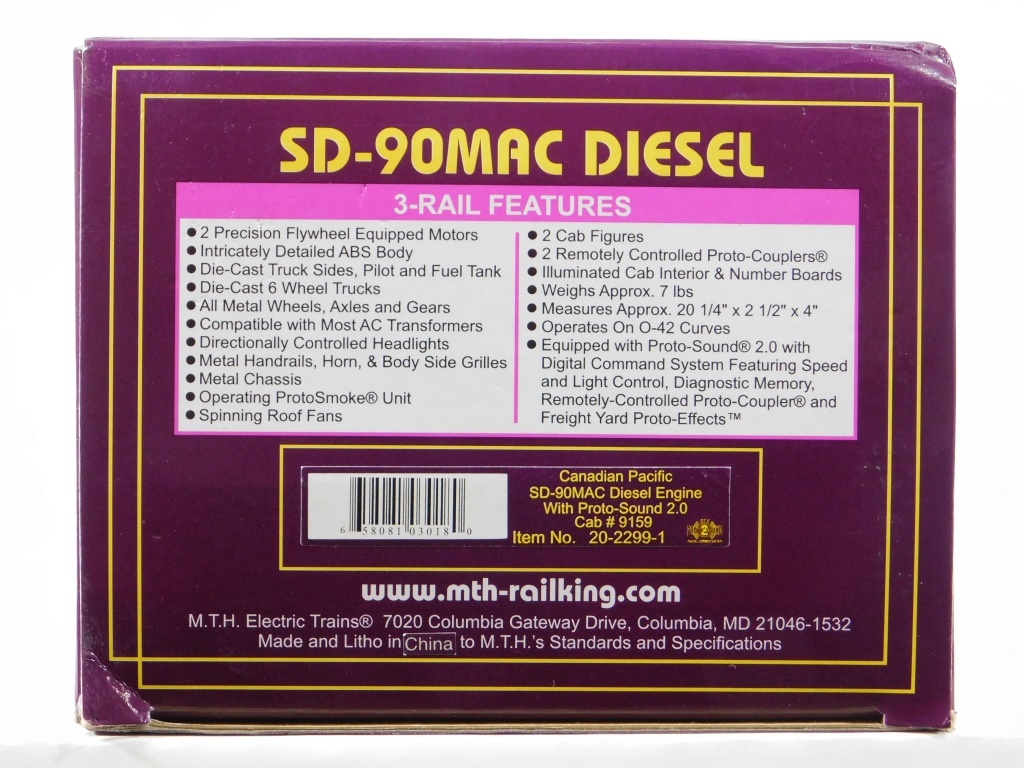 SD-90MAC DIESEL
3-RAIL FEATURES
● 2 Precision Flywheel Equipped Motors
● Intricately Detailed ABS Body
● Die-Cast Truck Sides, Pilot and Fuel Tank
● Die-Cast 6 Wheel Trucks
● All Metal Wheels, Axles and Gears
● Compatible with Most AC Transformers
● Directionally Controlled Headlights
● Metal Handrails, Horn, & Body Side Grilles
● Metal Chassis
● Operating ProtoSmoke® Unit
● Spinning Roof Fans
● 2 Cab Figures
● 2 Remotely Controlled Proto-Couplers®
● Illuminated Cab Interior & Number Boards
● Weighs Approx. 7 lbs
● Measures Approx. 20 1/4" x 2 1/2" x 4"
● Operates On O-42 Curves
● Equipped with Proto-Sound® 2.0 with
Digital Command System Featuring Speed
and Light Control, Diagnostic Memory,
Remotely-Controlled Proto-Coupler® and
Freight Yard Proto-Effects™
6 58081 03018 0
Canadian Pacific
SD-90MAC Diesel Engine
With Proto-Sound 2.0
Cab # 9159
Item No. 20-2299-1
www.mth-railking.com
M.T.H. Electric Trains® 7020 Columbia Gateway Drive, Columbia, MD 21046-1532
Made and Litho in China to M.T.H.'s Standards and Specifications